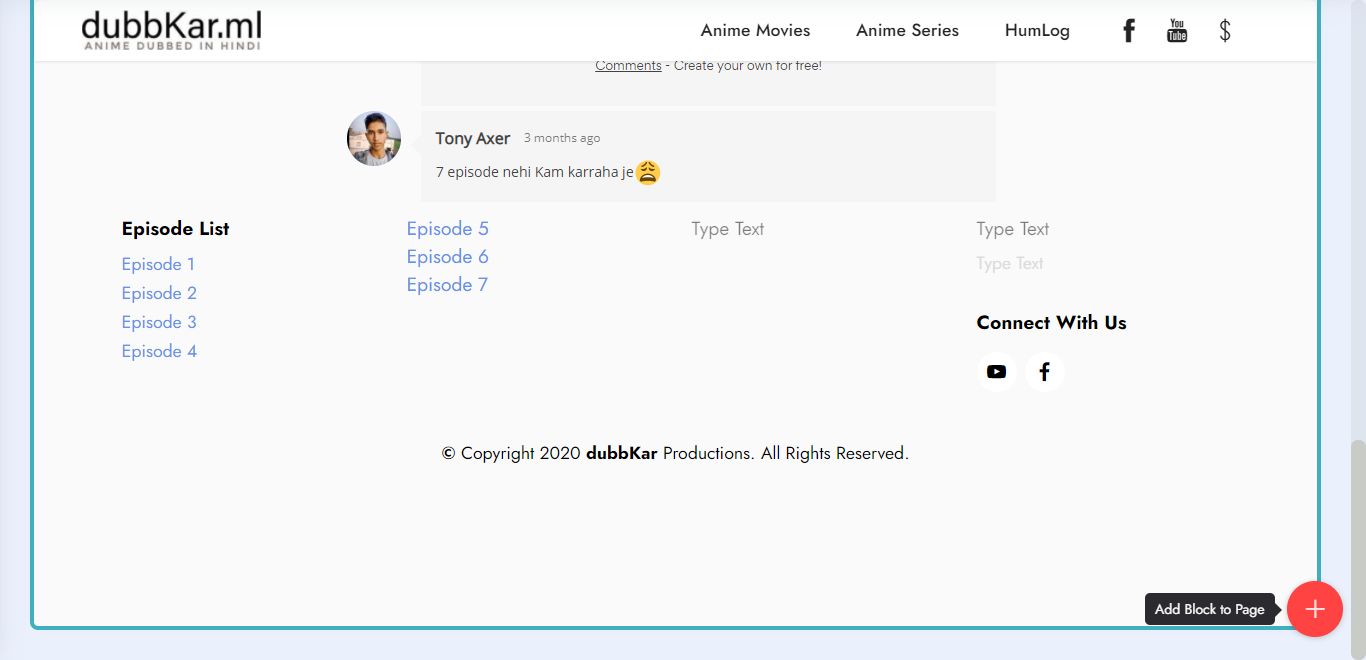 dubbKar.ml
ANIME DUBBED IN HINDI
Anime Movies
Anime Series
HumLog
You Tube
$
Comments - Create your own for free!
Tony Axer 3 months ago
7 episode nehi Kam karraha je😩
Episode List
Episode 1
Episode 2
Episode 3
Episode 4
Episode 5
Episode 6
Episode 7
Type Text
Type Text
Type Text
Connect With Us
© Copyright 2020 dubbKar Productions. All Rights Reserved.
Add Block to Page